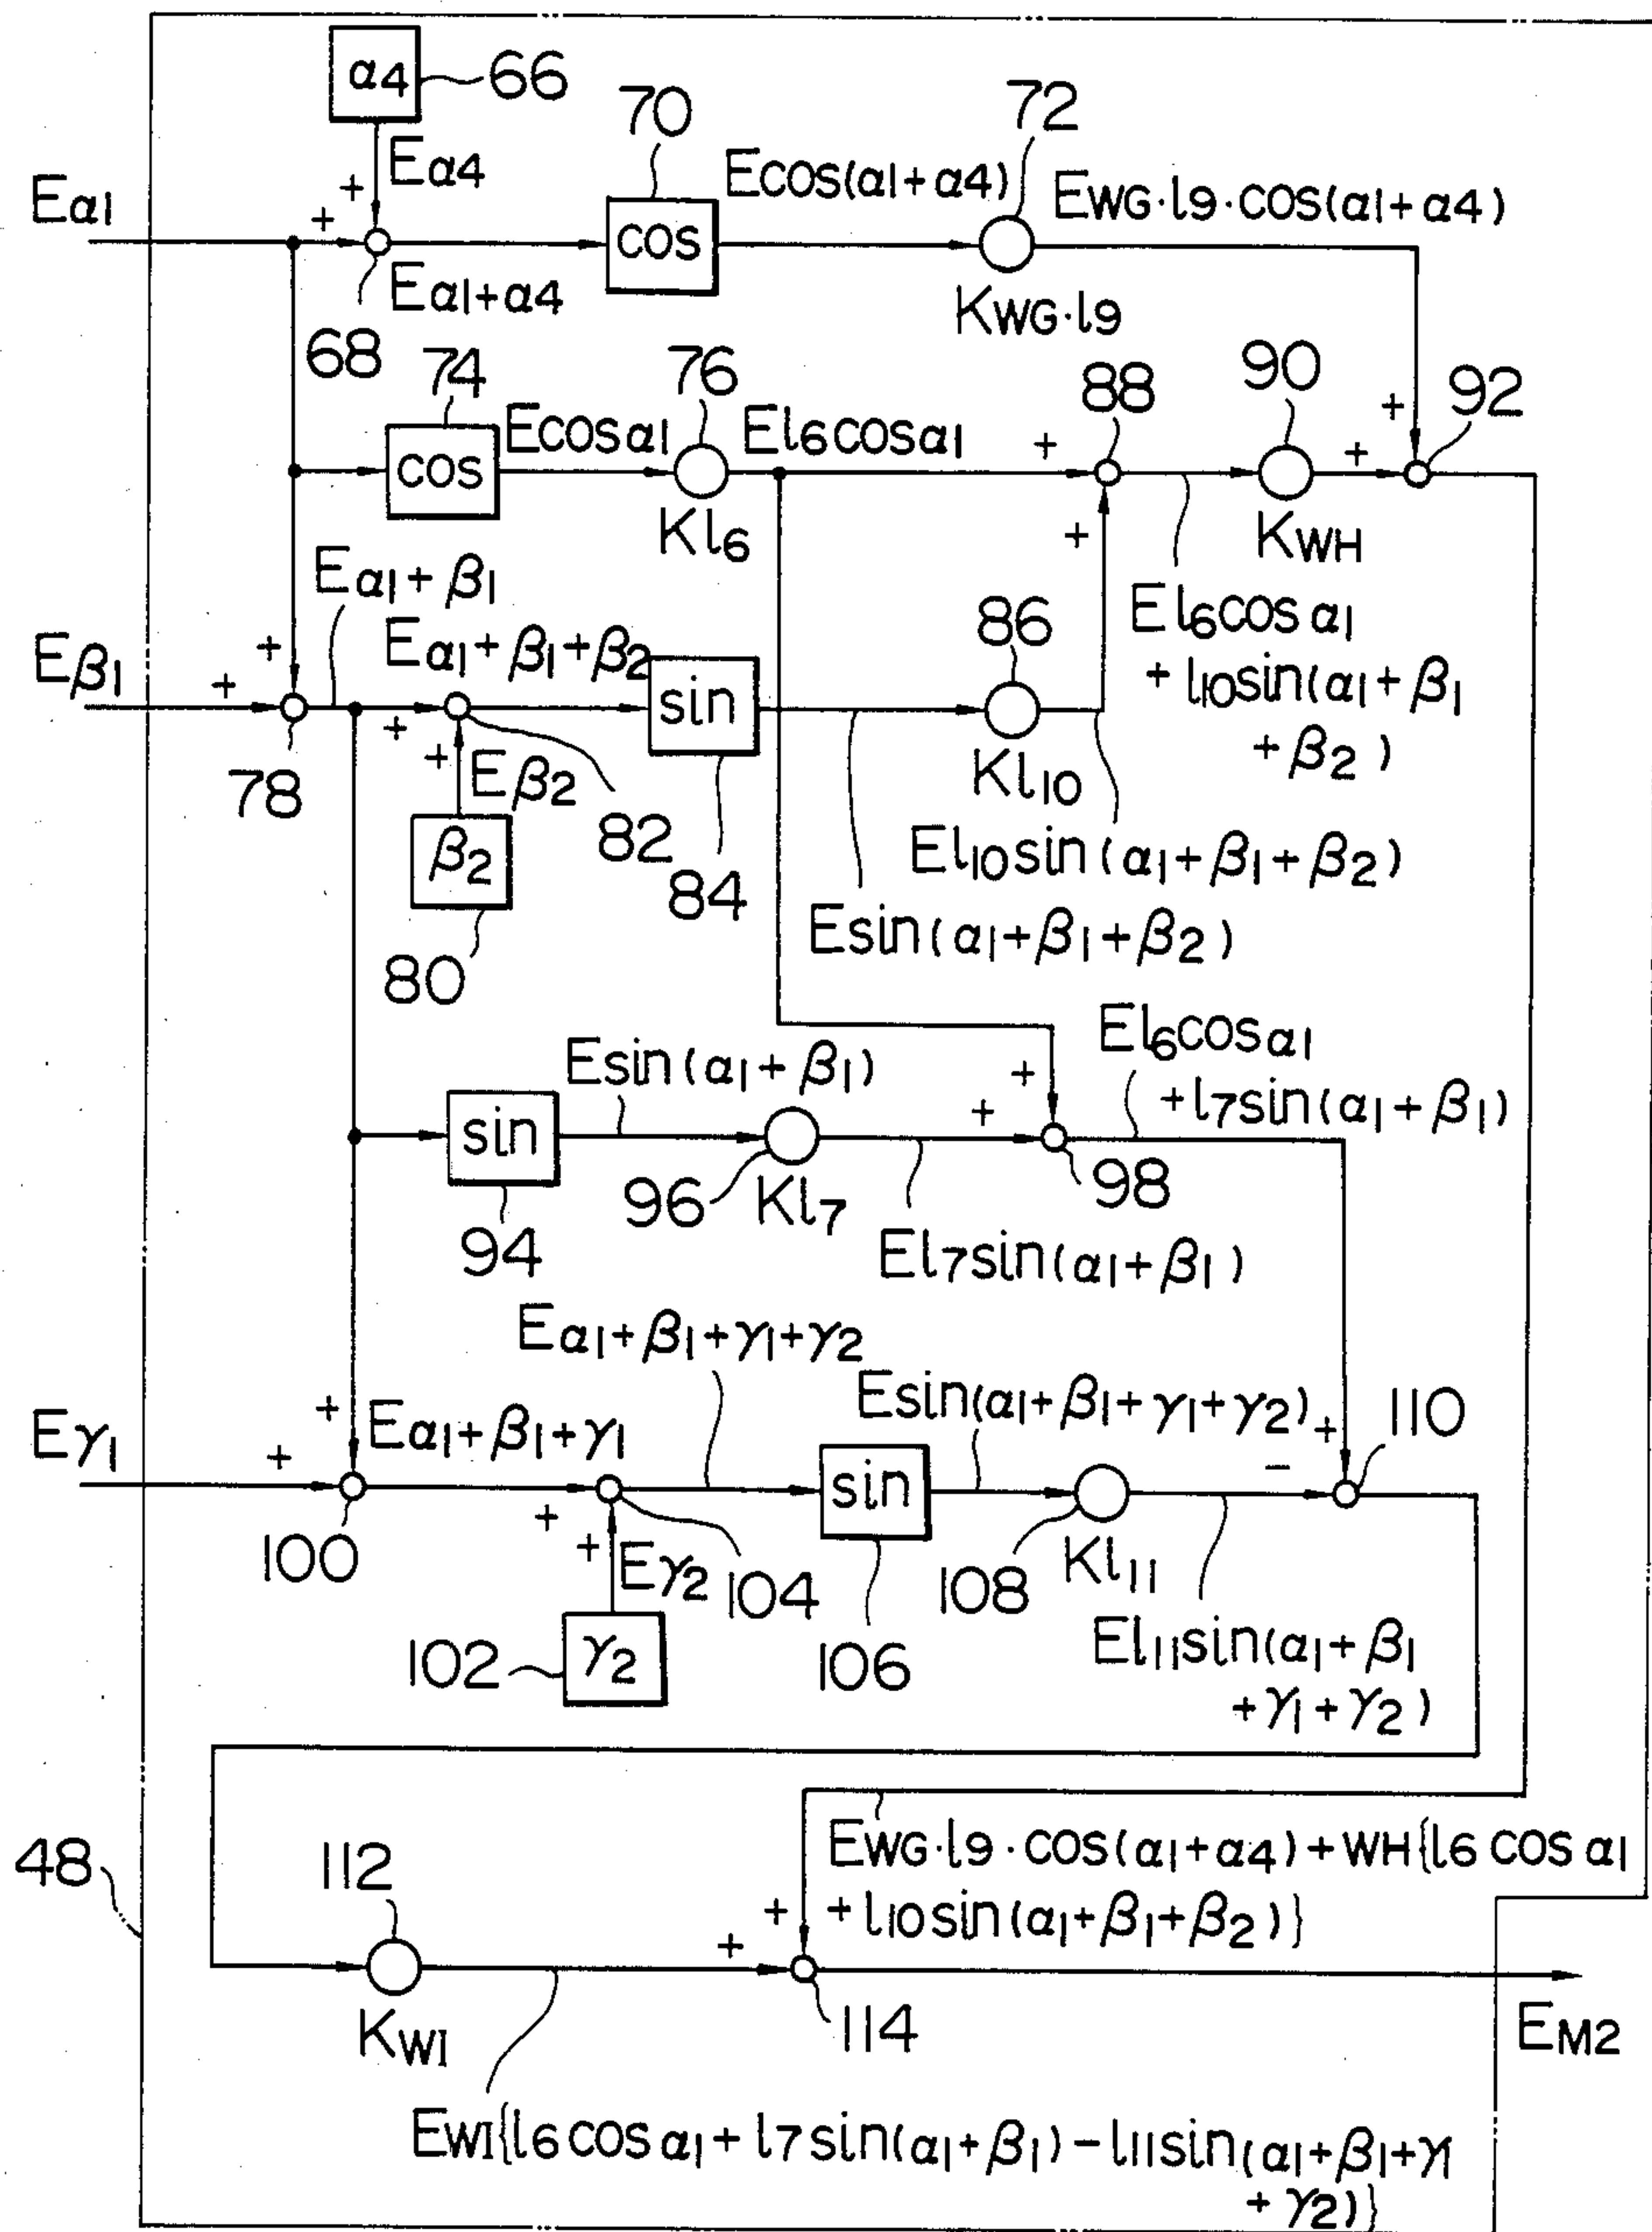 α4
66
70
72
Eα4
Ecos(α1+α4)
EWG·l9·cos(α1+α4)
Eα1
+
+
cos
Eα1+α4
KWG·l9
68
74
76
88
90
92
Ecosα1
El6cosα1
+
+
+
cos
Kl6
+
KWH
Eα1+β1
86
El6cosα1
+ l10sin(α1+β1
+β2)
Eβ1
+
+
Eα1+β1+β2
sin
+
+
Eβ2
Kl10
78
82
84
β2
El10sin(α1+β1+β2)
80
Esin(α1+β1+β2)
El6cosα1
+l7sin(α1+β1)
Esin(α1+β1)
+
+
sin
96
Kl7
98
94
El7sin(α1+β1)
Eα1+β1+γ1+γ2
Esin(α1+β1+γ1+γ2)
+
110
Eγ1
+
+
Eα1+β1+γ1
sin
−
100
+
+
Eγ2
104
108
Kl11
102
γ2
106
El11sin(α1+β1
+γ1+γ2)
48
112
EWG·l9·cos(α1+α4)+WH{l6 cosα1
+ l10sin(α1+β1+β2)}
+
+
KWI
114
EM2
EWI{l6cosα1+l7sin(α1+β1)−l11sin(α1+β1+γ1
+γ2)}